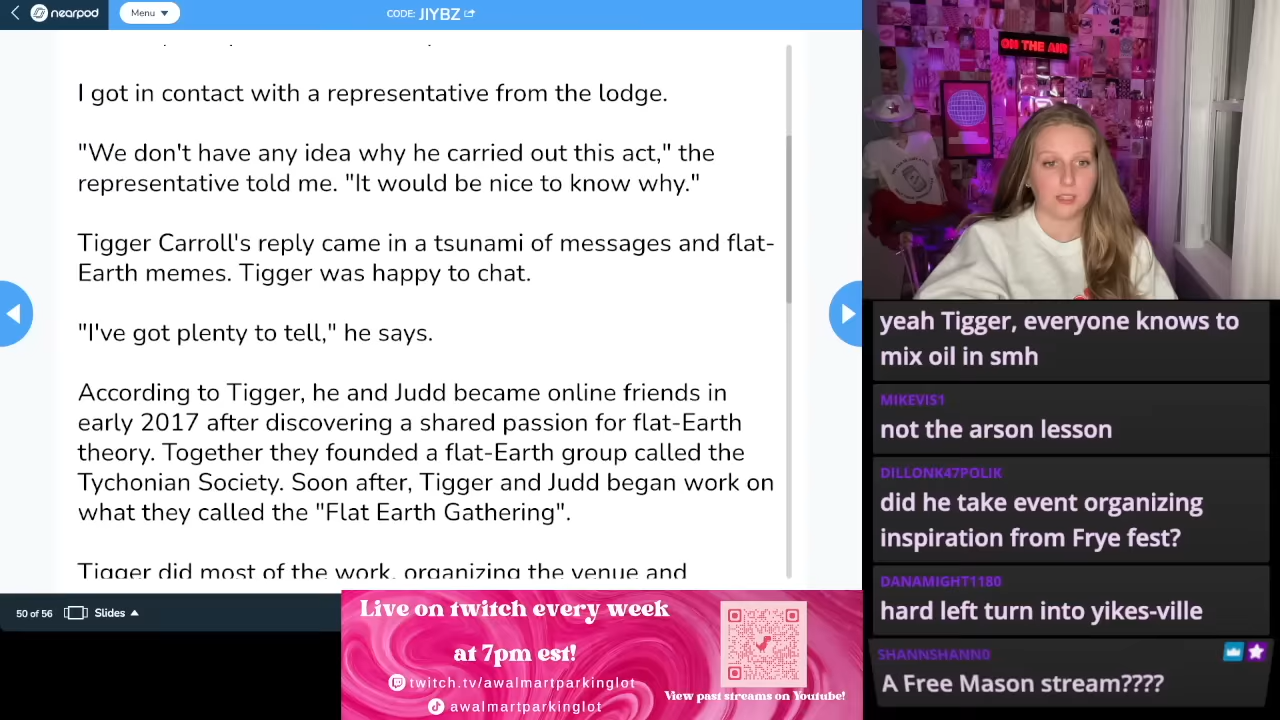 nearpod
Menu
CODE: JIYBZ
ON THE AIR
I got in contact with a representative from the lodge.
"We don't have any idea why he carried out this act," the
representative told me. "It would be nice to know why."
Tigger Carroll's reply came in a tsunami of messages and flat-
Earth memes. Tigger was happy to chat.
"I've got plenty to tell," he says.
According to Tigger, he and Judd became online friends in
early 2017 after discovering a shared passion for flat-Earth
theory. Together they founded a flat-Earth group called the
Tychonian Society. Soon after, Tigger and Judd began work on
what they called the "Flat Earth Gathering".
Tigger did most of the work, organizing the venue and
50 of 56
Slides
Live on twitch every week
at 7pm est!
twitch.tv/awalmartparkinglot
awalmartparkinglot
View past streams on Youtube!
yeah Tigger, everyone knows to
mix oil in smh
MIKEVIS1
not the arson lesson
DILLONK47POLIK
did he take event organizing
inspiration from Frye fest?
DANAMIGHT1180
hard left turn into yikes-ville
SHANNSHANN0
A Free Mason stream????